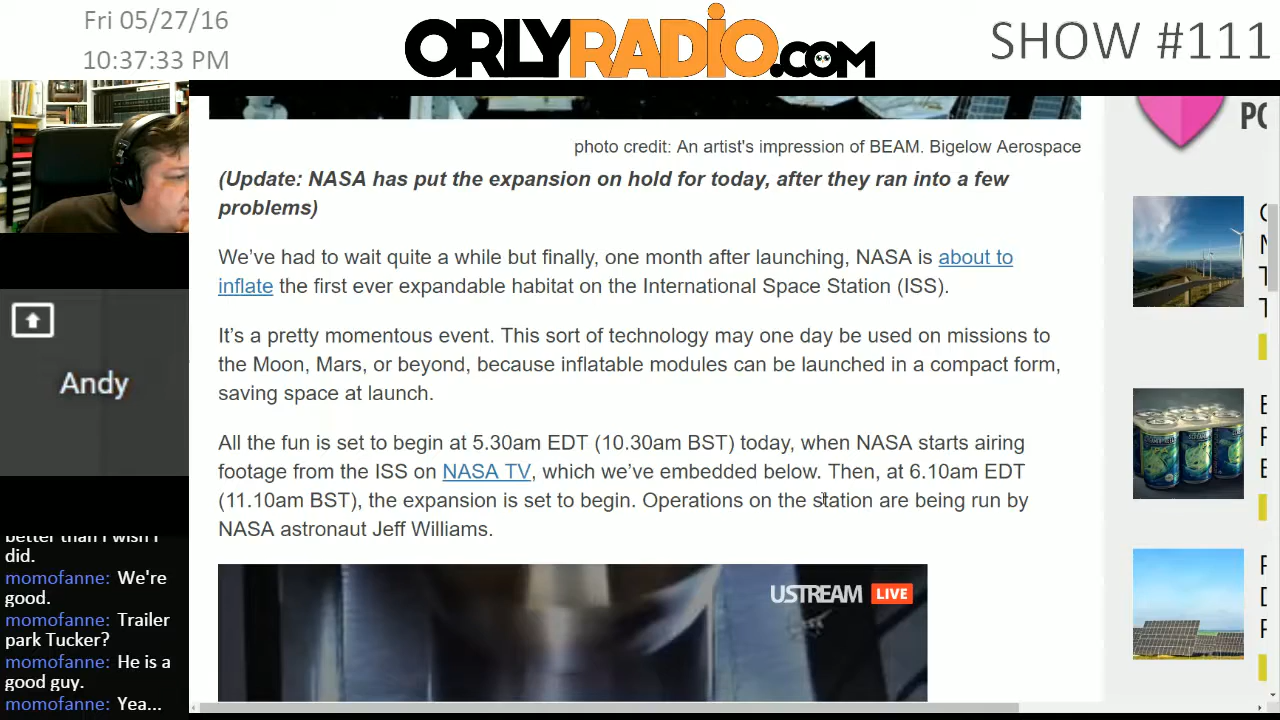 Fri 05/27/16
10:37:33 PM
ORLYRADiO.COM
SHOW #111
photo credit: An artist's impression of BEAM. Bigelow Aerospace
(Update: NASA has put the expansion on hold for today, after they ran into a few
problems)
We’ve had to wait quite a while but finally, one month after launching, NASA is about to
inflate the first ever expandable habitat on the International Space Station (ISS).
It’s a pretty momentous event. This sort of technology may one day be used on missions to
the Moon, Mars, or beyond, because inflatable modules can be launched in a compact form,
saving space at launch.
All the fun is set to begin at 5.30am EDT (10.30am BST) today, when NASA starts airing
footage from the ISS on NASA TV, which we’ve embedded below. Then, at 6.10am EDT
(11.10am BST), the expansion is set to begin. Operations on the station are being run by
NASA astronaut Jeff Williams.
USTREAM LIVE
Andy
better than I wish I
did.
momofanne: We're
good.
momofanne: Trailer
park Tucker?
momofanne: He is a
good guy.
momofanne: Yea...